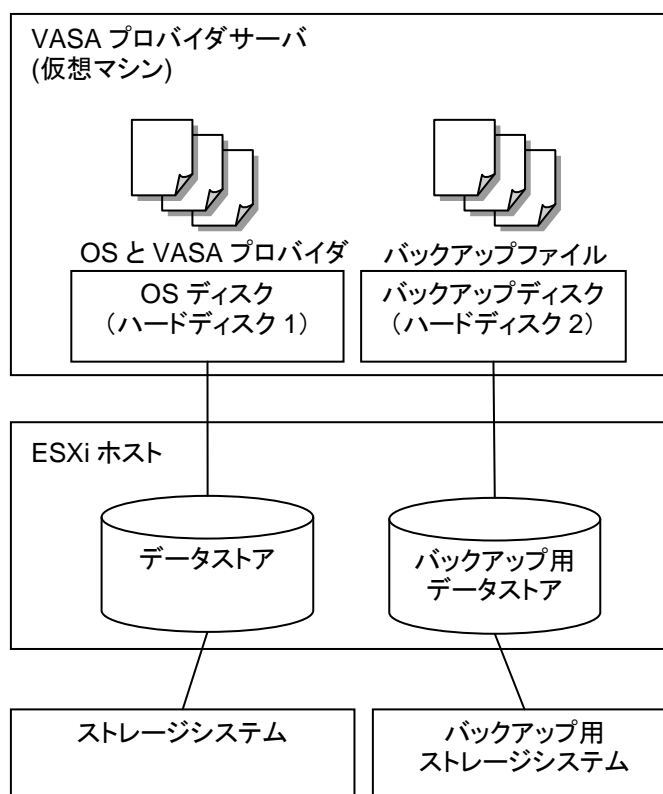 VASA プロバイダサーバ
(仮想マシン)
OS と VASA プロバイダ
バックアップファイル
OS ディスク
（ハードディスク 1）
バックアップディスク
（ハードディスク 2）
ESXi ホスト
データストア
バックアップ用
データストア
ストレージシステム
バックアップ用
ストレージシステム